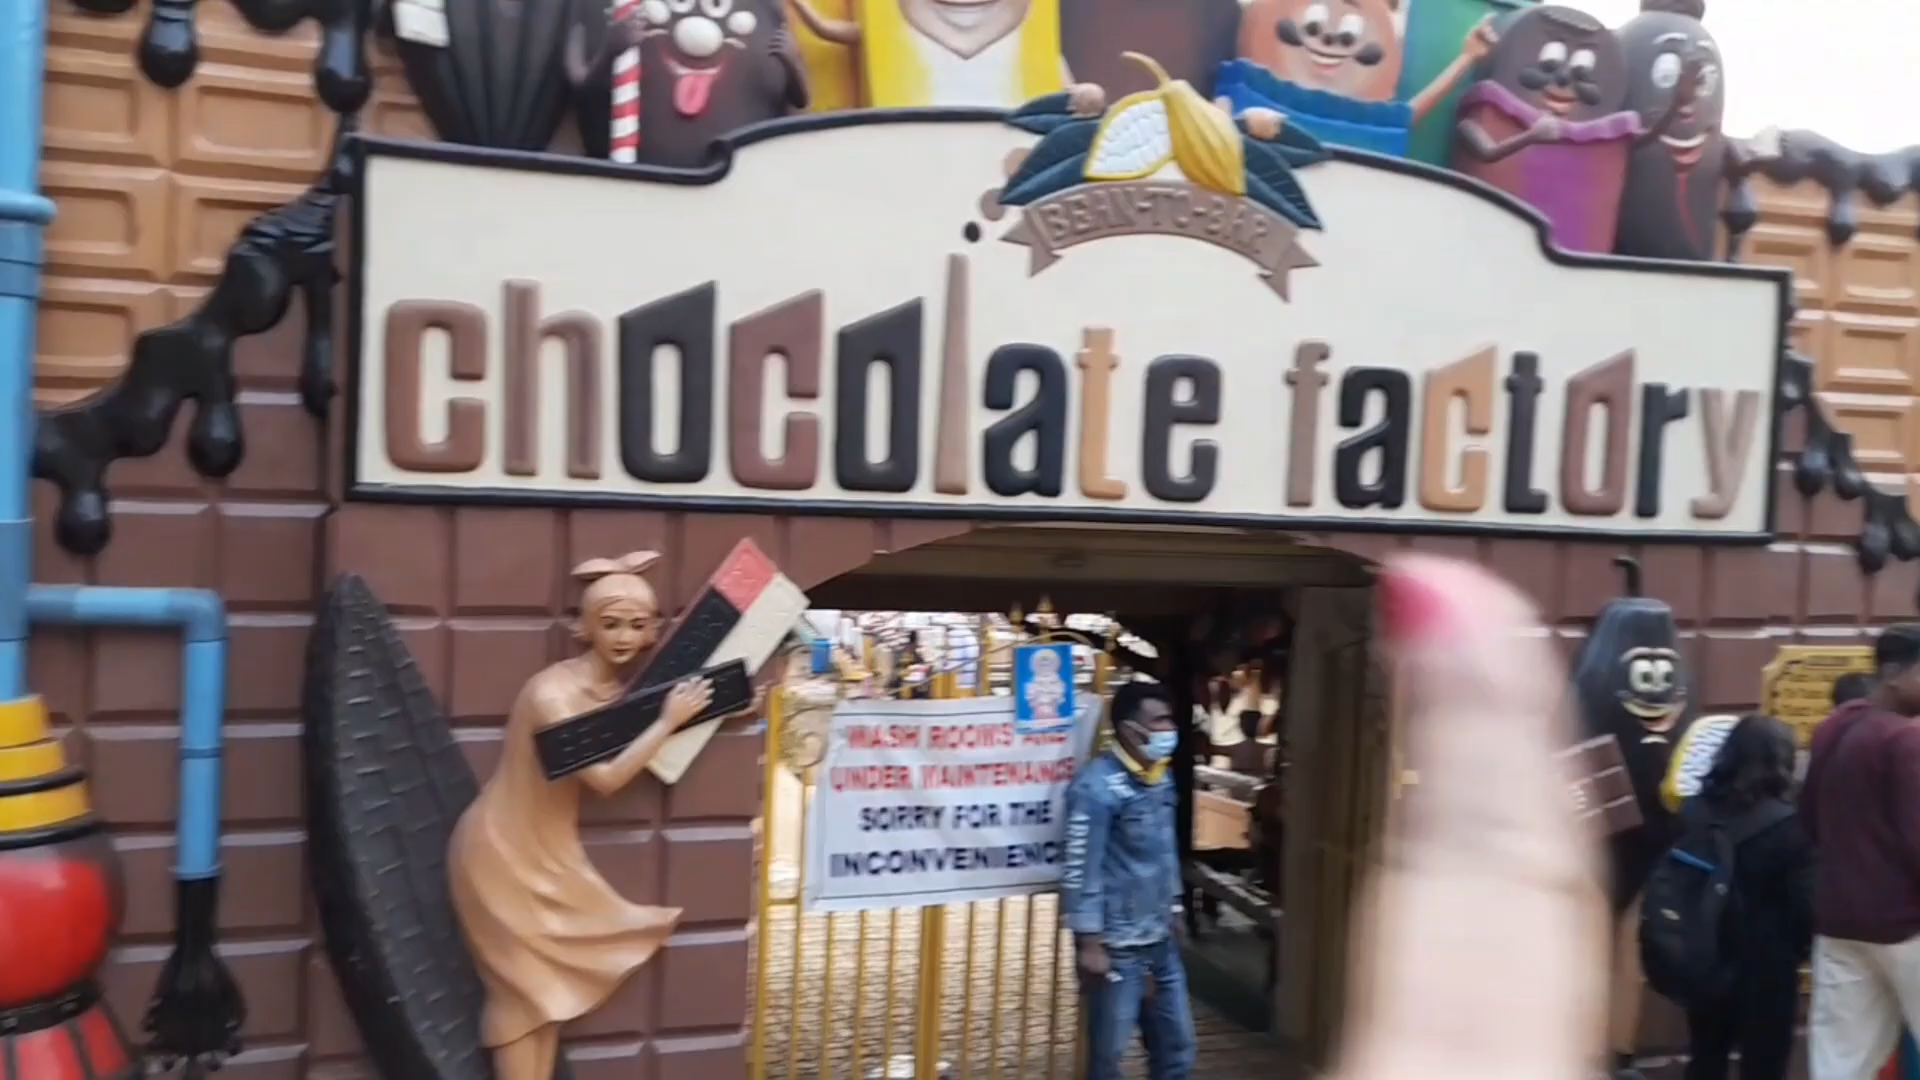 BEAN-TO-BAR
chocolate factory
WASH ROOMS ARE
UNDER MAINTENANCE
SORRY FOR THE
INCONVENIENCE